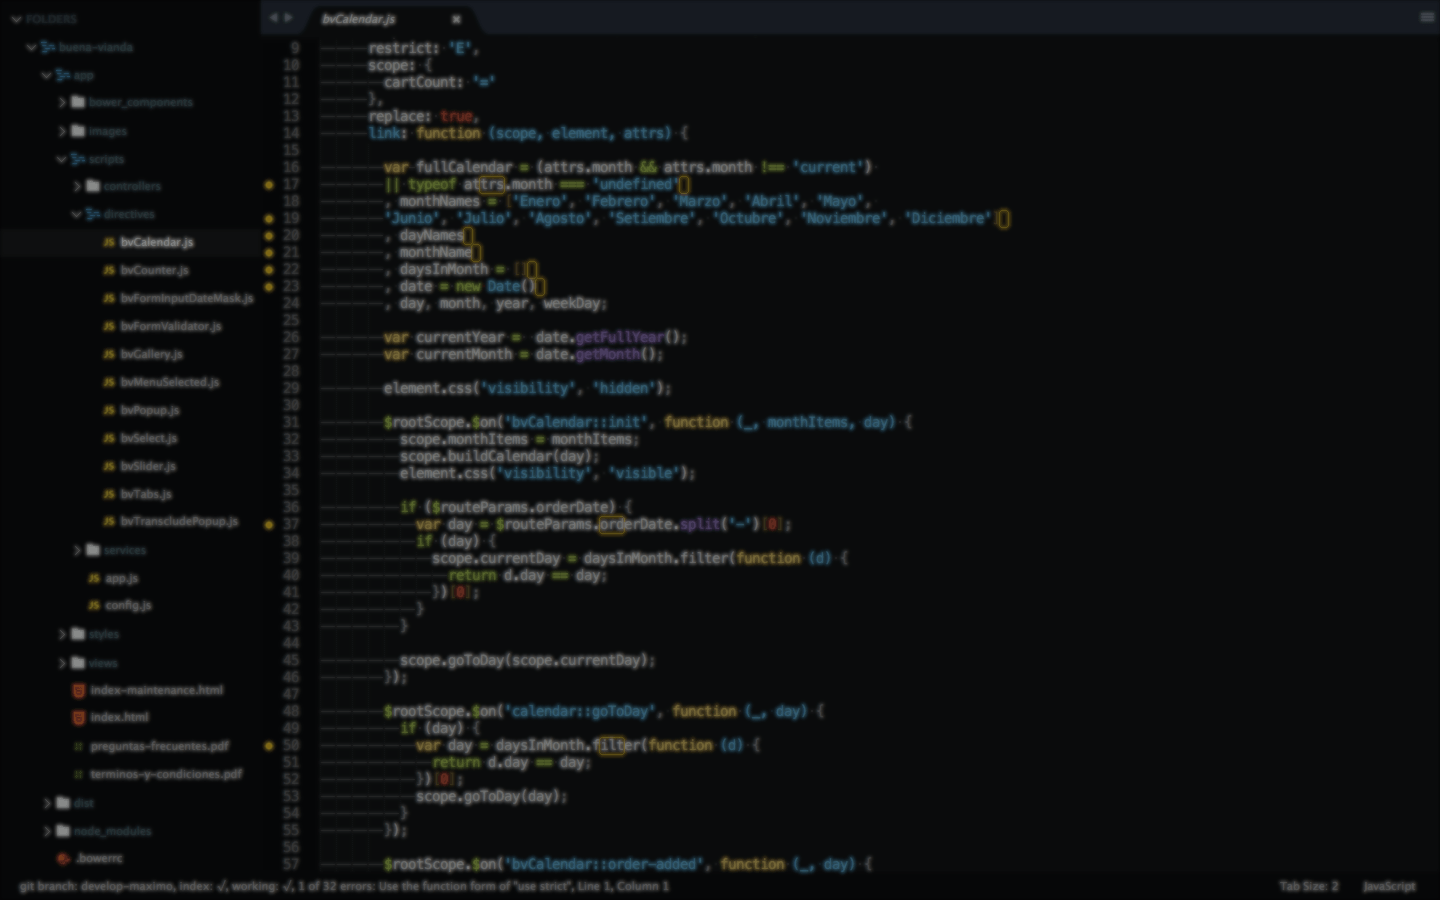 FOLDERS
buena-vianda
app
bower_components
images
scripts
controllers
directives
bvCalendar.js
bvCounter.js
bvFormInputDateMask.js
bvFormValidator.js
bvGallery.js
bvMenuSelected.js
bvPopup.js
bvSelect.js
bvSlider.js
bvTabs.js
bvTranscludePopup.js
services
JS app.js
JS config.js
styles
views
index-maintenance.html
index.html
preguntas-frecuentes.pdf
terminos-y-condiciones.pdf
dist
node_modules
.bowerrc
bvCalendar.js
9 restrict: 'E',
10 scope: {
11 cartCount: '='
12 },
13 replace: true,
14 link: function (scope, element, attrs) {
15
16 var fullCalendar = (attrs.month && attrs.month !== 'current')
17 || typeof attrs.month === 'undefined'
18 , monthNames = ['Enero', 'Febrero', 'Marzo', 'Abril', 'Mayo',
19 'Junio', 'Julio', 'Agosto', 'Setiembre', 'Octubre', 'Noviembre', 'Diciembre']
20 , dayNames
21 , monthName
22 , daysInMonth = []
23 , date = new Date()
24 , day, month, year, weekDay;
25
26 var currentYear = date.getFullYear();
27 var currentMonth = date.getMonth();
28
29 element.css('visibility', 'hidden');
30
31 $rootScope.$on('bvCalendar::init', function (_, monthItems, day) {
32 scope.monthItems = monthItems;
33 scope.buildCalendar(day);
34 element.css('visibility', 'visible');
35
36 if ($routeParams.orderDate) {
37 var day = $routeParams.orderDate.split('-')[0];
38 if (day) {
39 scope.currentDay = daysInMonth.filter(function (d) {
40 return d.day == day;
41 })[0];
42 }
43 }
44
45 scope.goToDay(scope.currentDay);
46 });
47
48 $rootScope.$on('calendar::goToDay', function (_, day) {
49 if (day) {
50 var day = daysInMonth.filter(function (d) {
51 return d.day == day;
52 })[0];
53 scope.goToDay(day);
54 }
55 });
56
57 $rootScope.$on('bvCalendar::order-added', function (_, day) {
git branch: develop-maximo, index: √, working: √, 1 of 32 errors: Use the function form of "use strict", Line 1, Column 1
Tab Size: 2 JavaScript